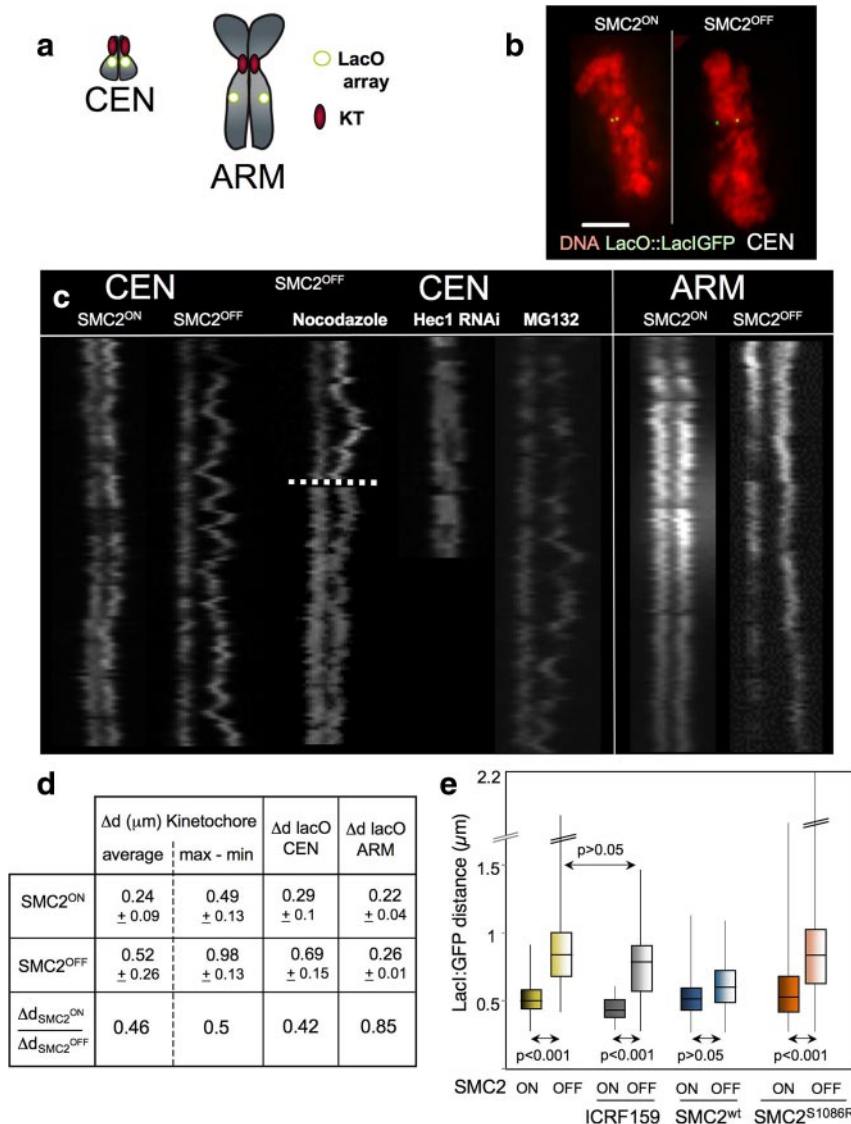 a
LacO
array
KT
CEN
ARM
b
SMC2ON SMC2OFF
DNA LacO::LacIGFP CEN
c
CEN SMC2OFF CEN ARM
SMC2ON SMC2OFF Nocodazole Hec1 RNAi MG132 SMC2ON SMC2OFF
d
Δd (μm) Kinetochore Δd lacO CEN Δd lacO ARM
average max - min
SMC2ON 0.24 ± 0.09 0.49 ± 0.13 0.29 ± 0.1 0.22 ± 0.04
SMC2OFF 0.52 ± 0.26 0.98 ± 0.13 0.69 ± 0.15 0.26 ± 0.01
ΔdSMC2ON
ΔdSMC2OFF
0.46 0.5 0.42 0.85
e
LacI:GFP distance (μm)
2.2
1.5
1
0.5
p>0.05
p<0.001 p<0.001 p>0.05 p<0.001
SMC2 ON OFF ON OFF ON OFF ON OFF
ICRF159 SMC2wt SMC2S1086R